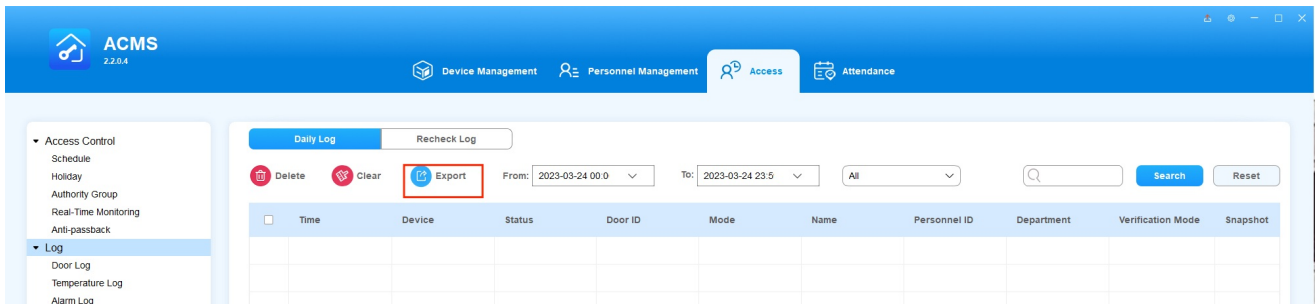 ACMS
2.2.0.4
Device Management Personnel Management Access Attendance
Access Control
Schedule
Holiday
Authority Group
Real-Time Monitoring
Anti-passback
Log
Door Log
Temperature Log
Alarm Log
Daily Log Recheck Log
Delete Clear Export From: 2023-03-24 00:0 To: 2023-03-24 23:5 All Search Reset
Time Device Status Door ID Mode Name Personnel ID Department Verification Mode Snapshot